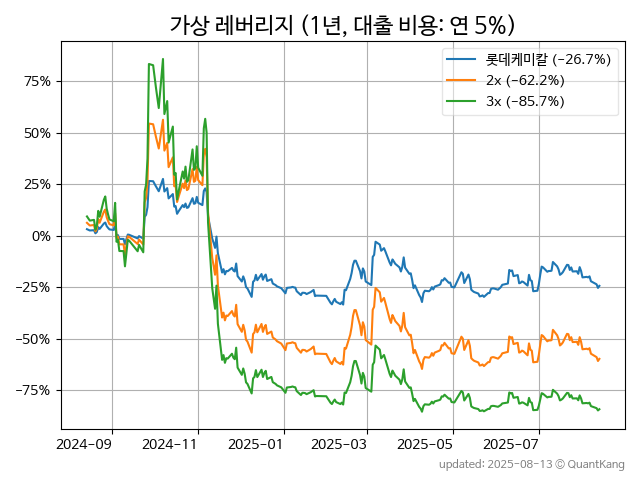 가상 레버리지 (1년, 대출 비용: 연 5%)
롯데케미칼 (−26.7%)
2x (−62.2%)
3x (−85.7%)
75%
50%
25%
0%
−25%
−50%
−75%
2024-09
2024-11
2025-01
2025-03
2025-05
2025-07
updated: 2025-08-13 ⓒ QuantKang